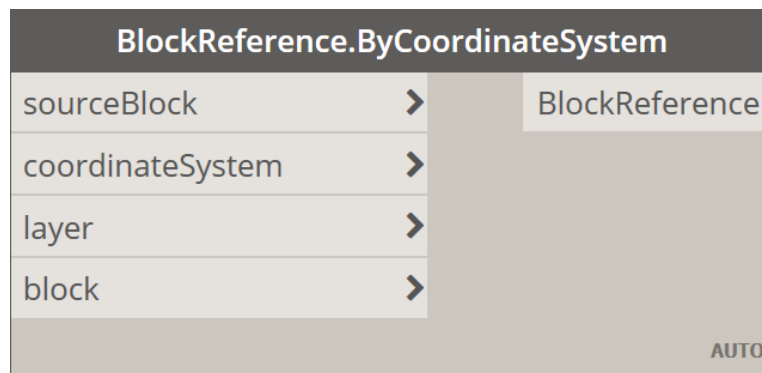 BlockReference.ByCoordinateSystem
sourceBlock
BlockReference
coordinateSystem
layer
block
AUTO